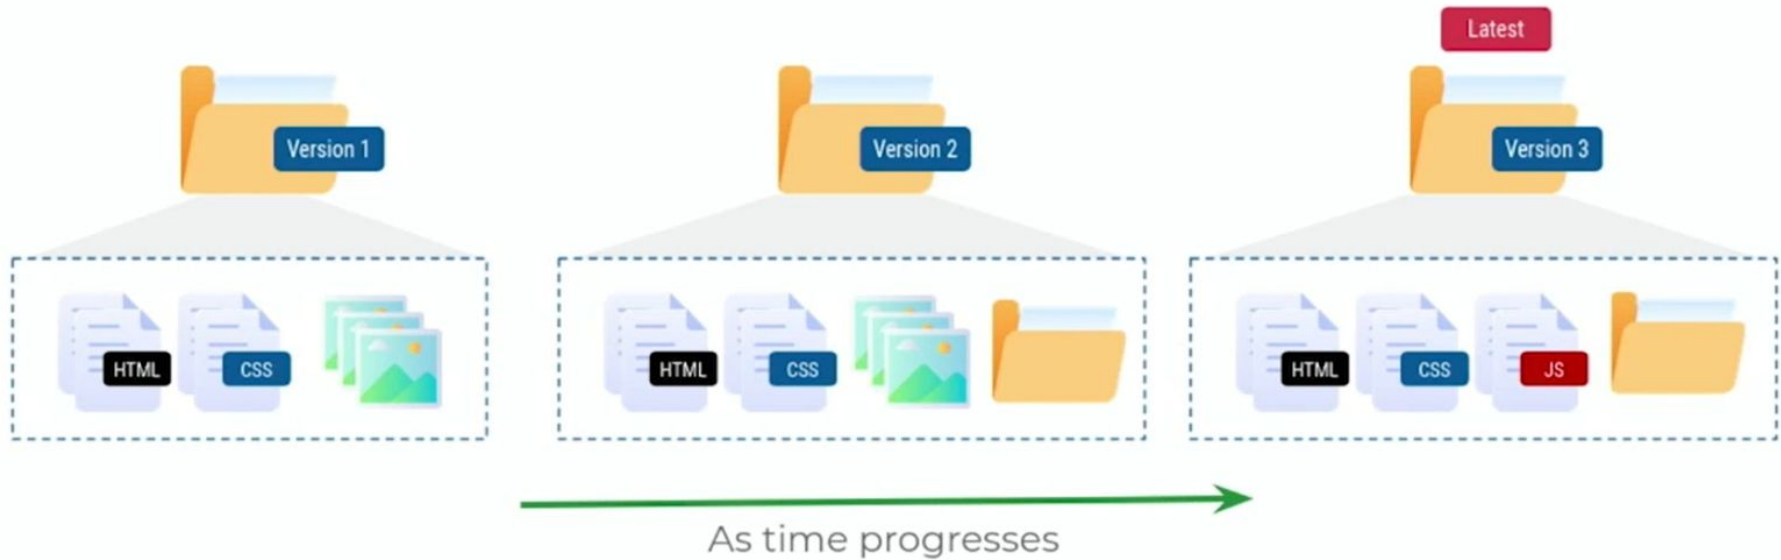 Latest
Version 1
Version 2
Version 3
HTML
CSS
HTML
CSS
HTML
CSS
JS
As time progresses